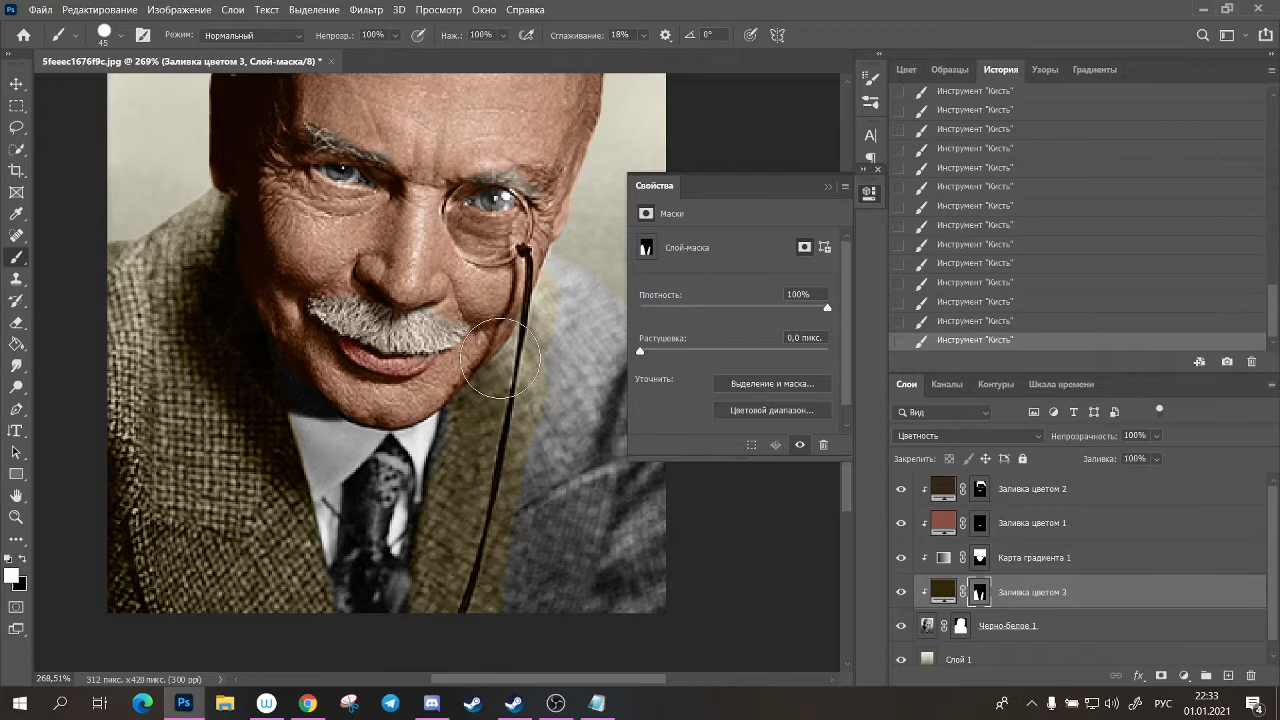 Ps Файл Редактирование Изображение Слои Текст Выделение Фильтр 3D Просмотр Окно Справка
45 Режим: Нормальный Непрозр.: 100% Наж.: 100% Сглаживание: 18% 0°
5feeec1676f9c.jpg @ 269% (Заливка цветом 3, Слой-маска/8) * ×
Цвет Образцы История Узоры Градиенты
Инструмент "Кисть"
Инструмент "Кисть"
Инструмент "Кисть"
Инструмент "Кисть"
Инструмент "Кисть"
Инструмент "Кисть"
Инструмент "Кисть"
Инструмент "Кисть"
Инструмент "Кисть"
Инструмент "Кисть"
Инструмент "Кисть"
Инструмент "Кисть"
Инструмент "Кисть"
Инструмент "Кисть"
Свойства
Маски
Слой-маска
Плотность: 100%
Растушевка: 0,0 пикс.
Уточнить: Выделение и маска...
Цветовой диапазон...
Слои Каналы Контуры Шкала времени
Вид
Цветность Непрозрачность: 100%
Закрепить: Заливка: 100%
Заливка цветом 2
Заливка цветом 1
Карта градиента 1
Заливка цветом 3
Черно-белое 1
Слой 1
268,51% 312 пикс. x 421 пикс. (
Ps W РУС 22:33
01.01.2021 4